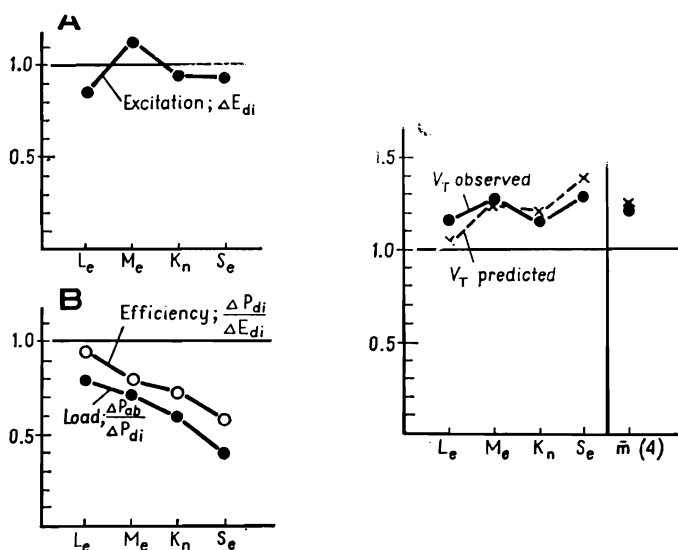 A
1.0
0.5
Excitation; ΔE_di
L_e M_e K_n S_e
B
Efficiency; ΔP_di
ΔE_di
1.0
0.5
Load; ΔP_ab
ΔP_di
L_e M_e K_n S_e
1.5
1.0
0.5
V_T observed
V_T predicted
L_e M_e K_n S_e m̄ (4)